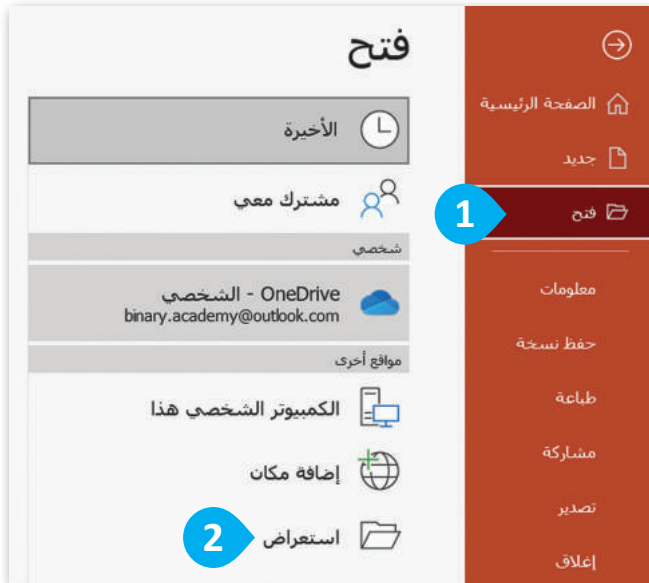 الصفحة الرئيسية
جديد
فتح
1
معلومات
حفظ نسخة
طباعة
مشاركة
تصدير
إغلاق
فتح
الأخيرة
مشترك معي
شخصي
OneDrive - الشخصي
binary.academy@outlook.com
مواقع أخرى
الكمبيوتر الشخصي هذا
إضافة مكان
استعراض
2